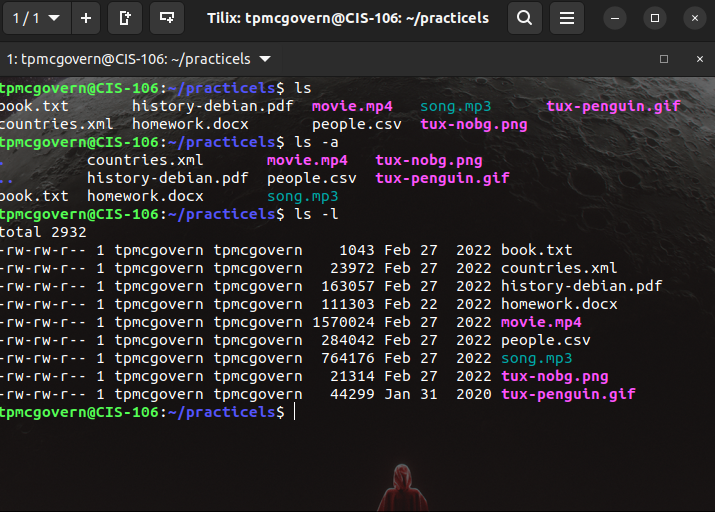 1 / 1 Tilix: tpmcgovern@CIS-106: ~/practicels
1: tpmcgovern@CIS-106: ~/practicels
tpmcgovern@CIS-106:~/practicels$ ls
book.txt history-debian.pdf movie.mp4 song.mp3 tux-penguin.gif
countries.xml homework.docx people.csv tux-nobg.png
tpmcgovern@CIS-106:~/practicels$ ls -a
. countries.xml movie.mp4 tux-nobg.png
.. history-debian.pdf people.csv tux-penguin.gif
book.txt homework.docx song.mp3
tpmcgovern@CIS-106:~/practicels$ ls -l
total 2932
-rw-rw-r-- 1 tpmcgovern tpmcgovern 1043 Feb 27 2022 book.txt
-rw-rw-r-- 1 tpmcgovern tpmcgovern 23972 Feb 27 2022 countries.xml
-rw-rw-r-- 1 tpmcgovern tpmcgovern 163057 Feb 27 2022 history-debian.pdf
-rw-rw-r-- 1 tpmcgovern tpmcgovern 111303 Feb 22 2022 homework.docx
-rw-rw-r-- 1 tpmcgovern tpmcgovern 1570024 Feb 27 2022 movie.mp4
-rw-rw-r-- 1 tpmcgovern tpmcgovern 284042 Feb 27 2022 people.csv
-rw-rw-r-- 1 tpmcgovern tpmcgovern 764176 Feb 27 2022 song.mp3
-rw-rw-r-- 1 tpmcgovern tpmcgovern 21314 Feb 27 2022 tux-nobg.png
-rw-rw-r-- 1 tpmcgovern tpmcgovern 44299 Jan 31 2020 tux-penguin.gif
tpmcgovern@CIS-106:~/practicels$